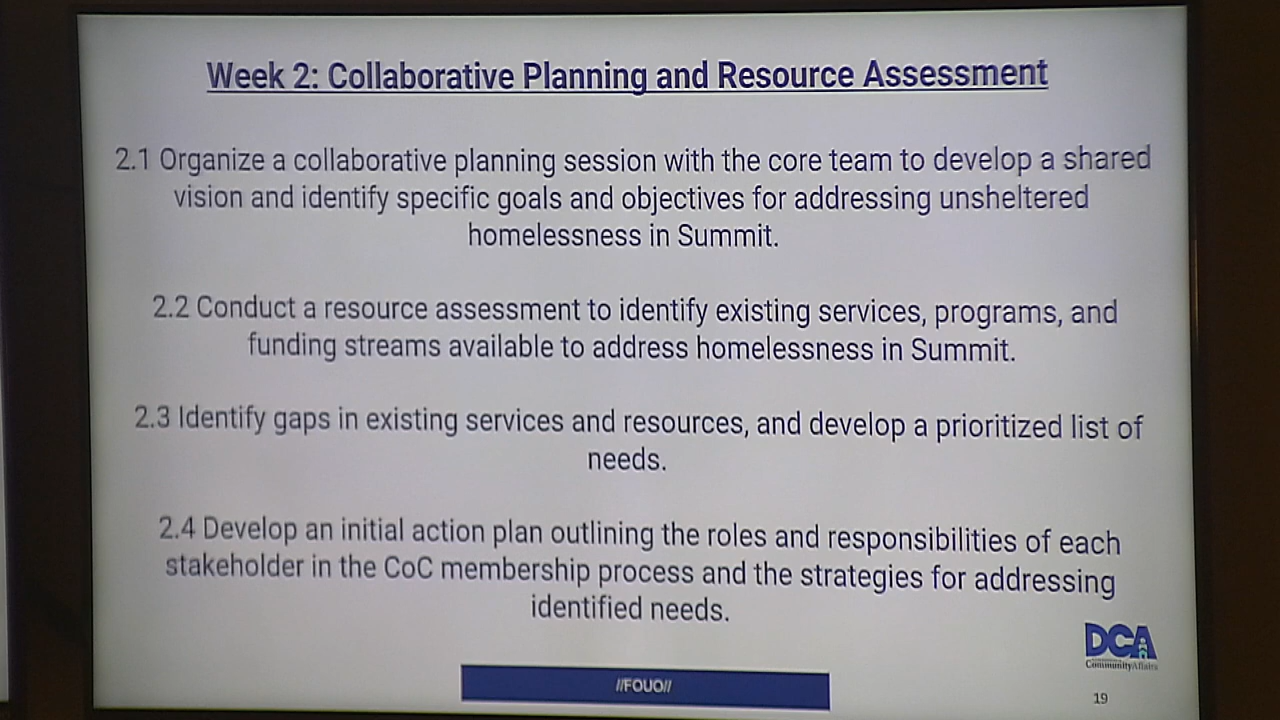 Week 2: Collaborative Planning and Resource Assessment
2.1 Organize a collaborative planning session with the core team to develop a shared
vision and identify specific goals and objectives for addressing unsheltered
homelessness in Summit.
2.2 Conduct a resource assessment to identify existing services, programs, and
funding streams available to address homelessness in Summit.
2.3 Identify gaps in existing services and resources, and develop a prioritized list of
needs.
2.4 Develop an initial action plan outlining the roles and responsibilities of each
stakeholder in the CoC membership process and the strategies for addressing
identified needs.
DCA
CommunityAffairs
//FOUO//
19